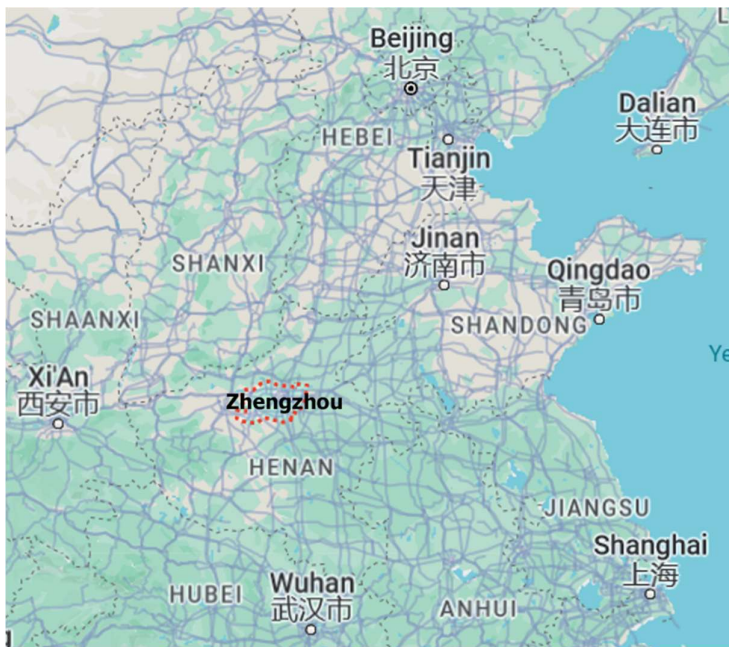 Beijing
北京
Dalian
大连市
HEBEI
Tianjin
天津
Jinan
济南市
SHANXI
Qingdao
青岛市
SHAANXI
SHANDONG
Ye
Xi'An
西安市
Zhengzhou
HENAN
JIANGSU
Shanghai
上海
Wuhan
武汉市
HUBEI
ANHUI